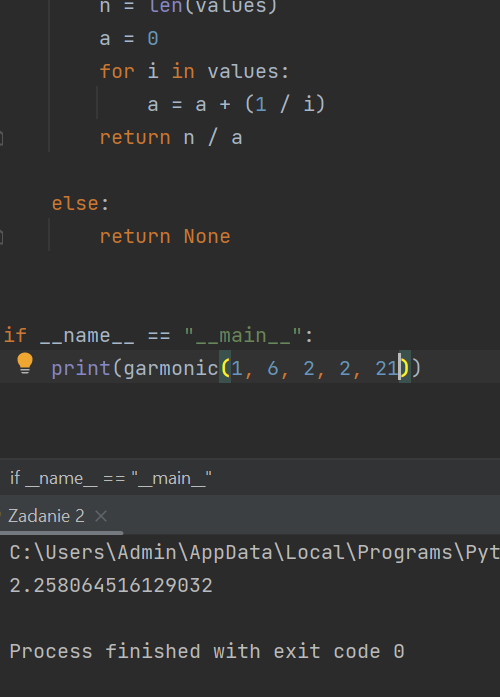 n = len(values)
a = 0
for i in values:
a = a + (1 / i)
return n / a
else:
return None
if __name__ == "__main__":
print(garmonic(1, 6, 2, 2, 21))
if __name__ == "__main__"
Zadanie 2
C:\Users\Admin\AppData\Local\Programs\Pyt
2.258064516129032
Process finished with exit code 0